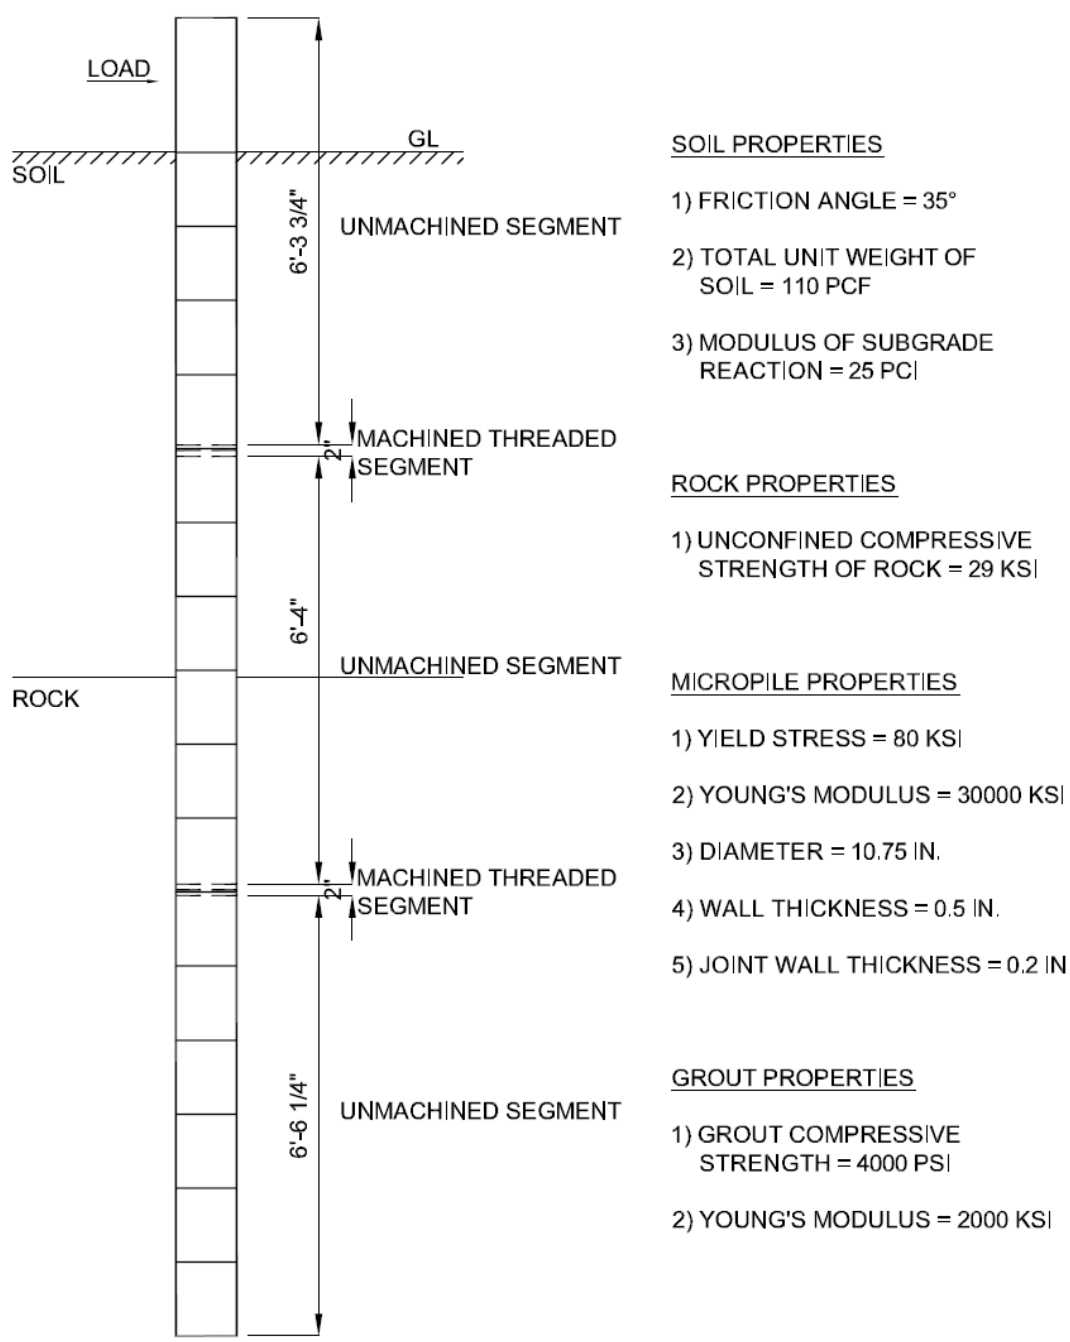 LOAD
GL
SOIL
6'-3 3/4"
UNMACHINED SEGMENT
2"
MACHINED THREADED
SEGMENT
6'-4"
UNMACHINED SEGMENT
ROCK
2"
MACHINED THREADED
SEGMENT
6'-6 1/4"
UNMACHINED SEGMENT
SOIL PROPERTIES
1) FRICTION ANGLE = 35°
2) TOTAL UNIT WEIGHT OF
SOIL = 110 PCF
3) MODULUS OF SUBGRADE
REACTION = 25 PCI
ROCK PROPERTIES
1) UNCONFINED COMPRESSIVE
STRENGTH OF ROCK = 29 KSI
MICROPILE PROPERTIES
1) YIELD STRESS = 80 KSI
2) YOUNG'S MODULUS = 30000 KSI
3) DIAMETER = 10.75 IN.
4) WALL THICKNESS = 0.5 IN.
5) JOINT WALL THICKNESS = 0.2 IN
GROUT PROPERTIES
1) GROUT COMPRESSIVE
STRENGTH = 4000 PSI
2) YOUNG'S MODULUS = 2000 KSI